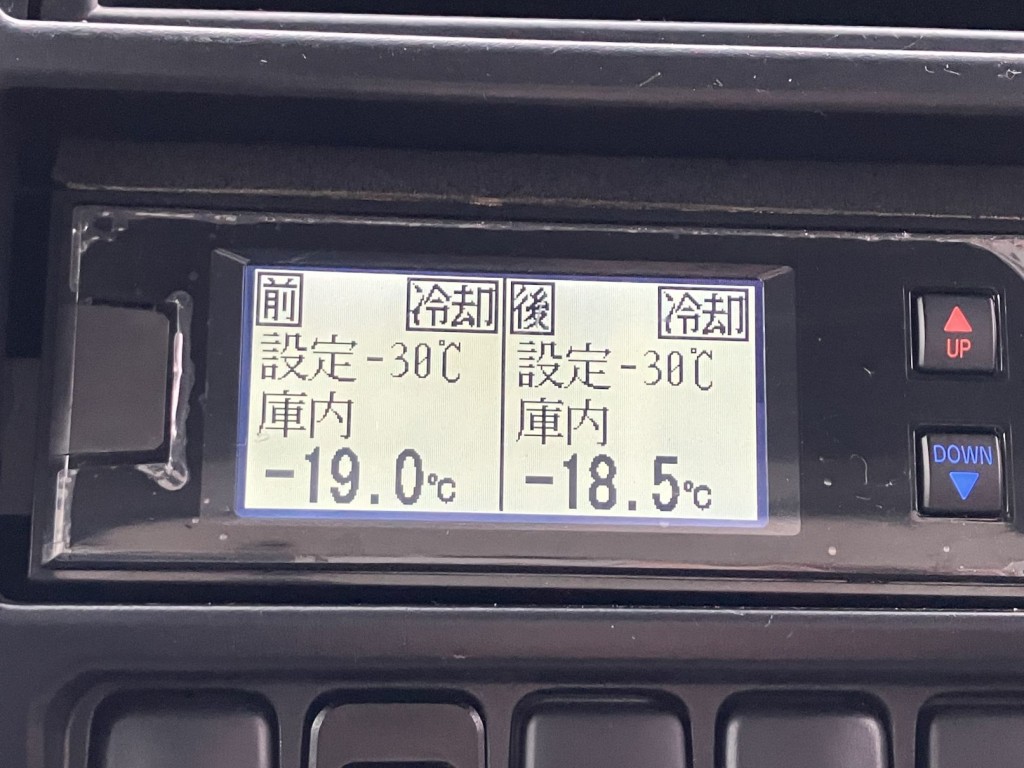 前 冷却
設定-30℃
庫内
-19.0℃
後 冷却
設定-30℃
庫内
-18.5℃
UP
DOWN